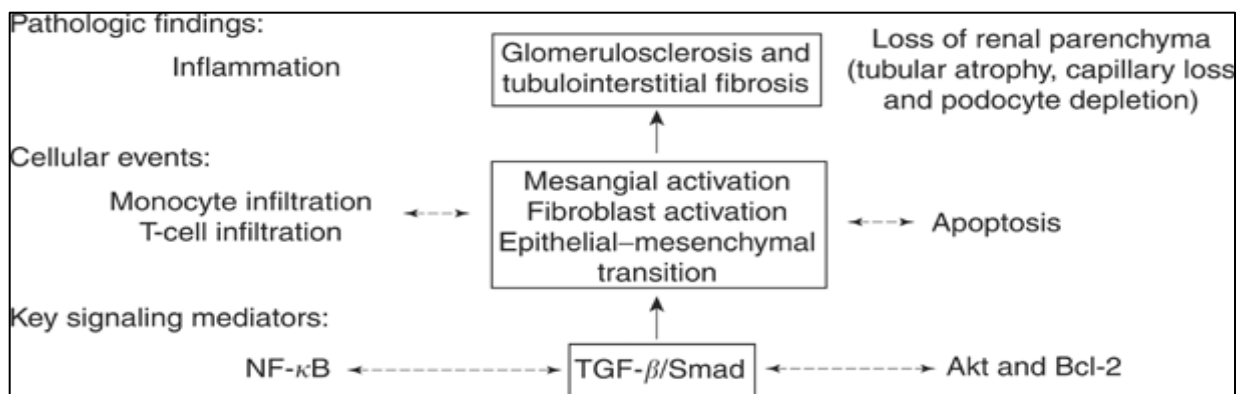 Pathologic findings:
Inflammation
Glomerulosclerosis and
tubulointerstitial fibrosis
Loss of renal parenchyma
(tubular atrophy, capillary loss
and podocyte depletion)
Cellular events:
Monocyte infiltration
T-cell infiltration
Mesangial activation
Fibroblast activation
Epithelial–mesenchymal
transition
Apoptosis
Key signaling mediators:
NF-κB
TGF-β/Smad
Akt and Bcl-2